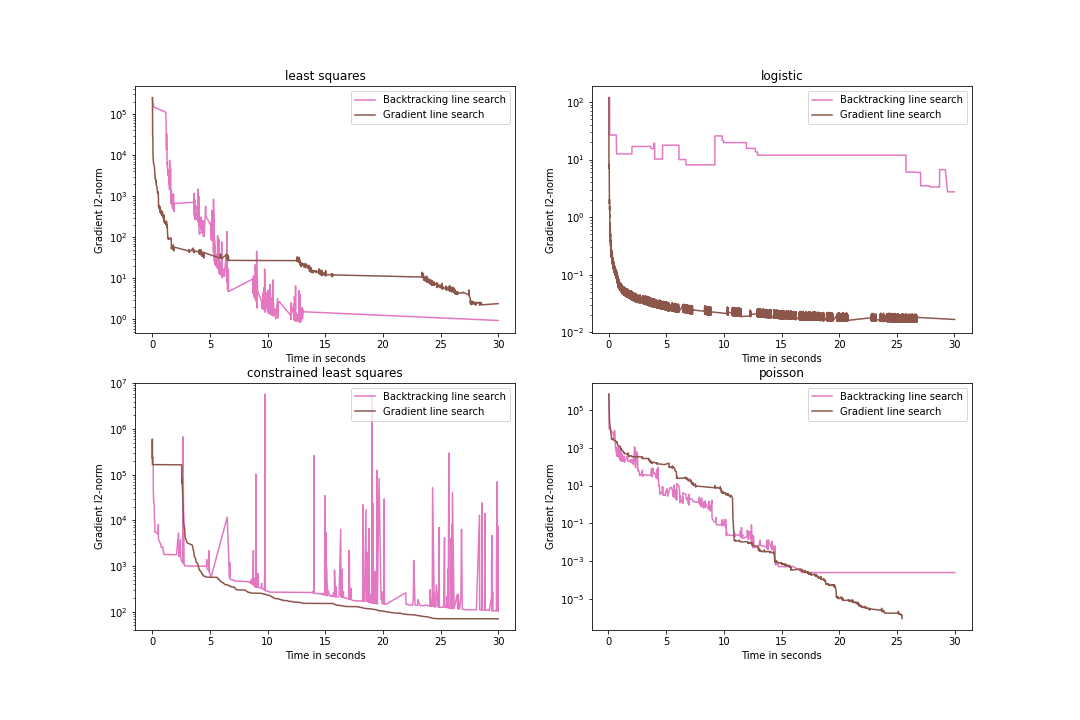 least squares
10^5
10^4
10^3
10^2
10^1
10^0
Gradient l2-norm
Backtracking line search
Gradient line search
0 5 10 15 20 25 30
Time in seconds
logistic
10^2
10^1
10^0
10^-1
10^-2
Gradient l2-norm
Backtracking line search
Gradient line search
0 5 10 15 20 25 30
Time in seconds
constrained least squares
10^7
10^6
10^5
10^4
10^3
10^2
Gradient l2-norm
Backtracking line search
Gradient line search
0 5 10 15 20 25 30
Time in seconds
poisson
10^5
10^3
10^1
10^-1
10^-3
10^-5
Gradient l2-norm
Backtracking line search
Gradient line search
0 5 10 15 20 25 30
Time in seconds